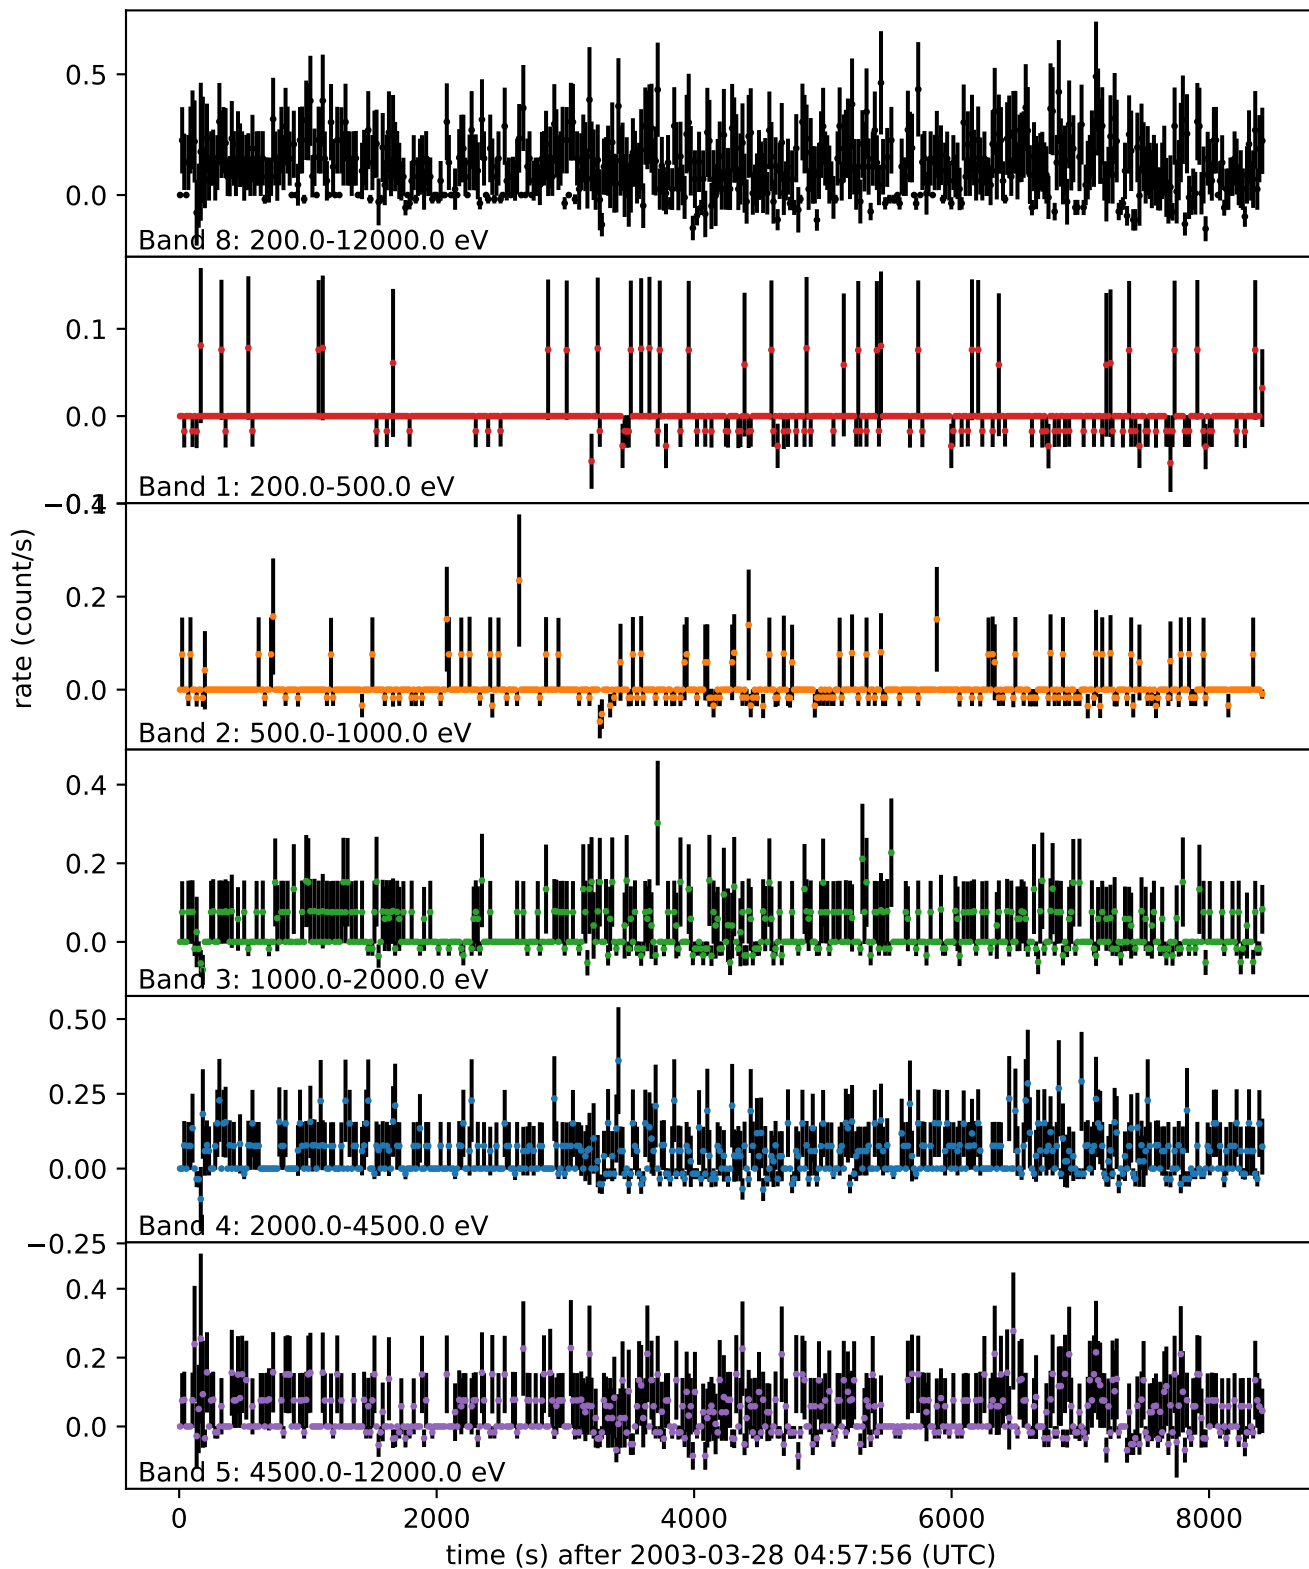 0.5
0.0
Band 8: 200.0-12000.0 eV
0.1
0.0
Band 1: 200.0-500.0 eV
−0.1
0.4
0.2
0.0
Band 2: 500.0-1000.0 eV
rate (count/s)
0.4
0.2
0.0
Band 3: 1000.0-2000.0 eV
0.50
0.25
0.00
Band 4: 2000.0-4500.0 eV
−0.25
0.4
0.2
0.0
Band 5: 4500.0-12000.0 eV
0 2000 4000 6000 8000
time (s) after 2003-03-28 04:57:56 (UTC)